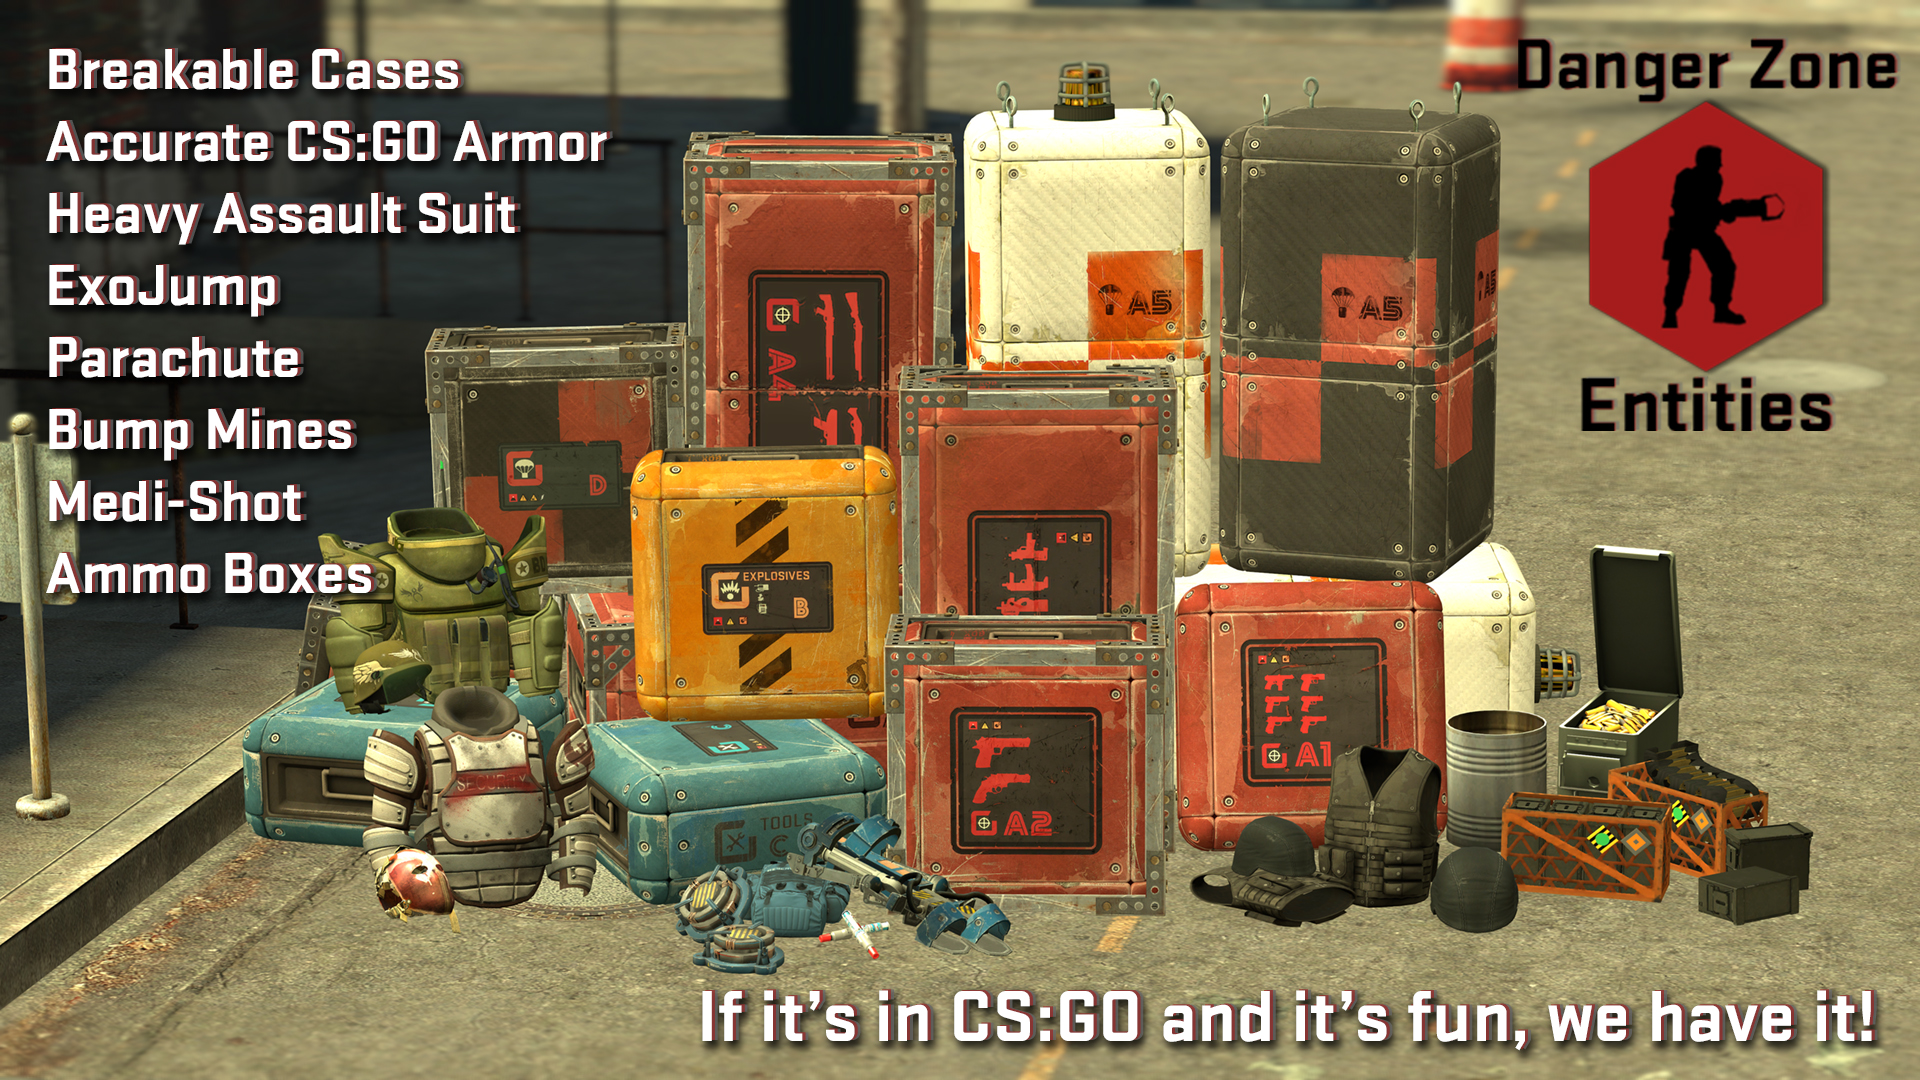 Breakable Cases
Accurate CS:GO Armor
Heavy Assault Suit
ExoJump
Parachute
Bump Mines
Medi-Shot
Ammo Boxes
Danger Zone
Entities
A4
A5
A5
A5
D
EXPLOSIVES
B
A1
A2
SECURITY
TOOLS
C
If it's in CS:GO and it's fun, we have it!